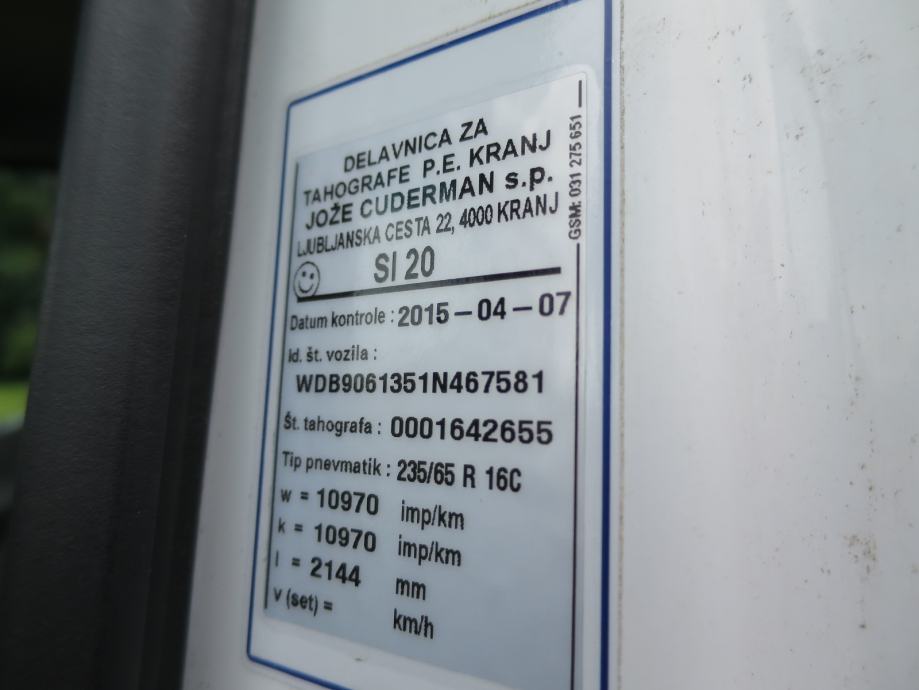 DELAVNICA ZA
TAHOGRAFE P.E. KRANJ
JOŽE CUDERMAN s.p.
LJUBLJANSKA CESTA 22, 4000 KRANJ
SI 20
GSM: 031 275 651
Datum kontrole : 2015-04-07
Id. št. vozila :
WDB9061351N467581
Št. tahografa : 0001642655
Tip pnevmatik : 235/65 R 16C
w = 10970 imp/km
k = 10970 imp/km
l = 2144 mm
v (set) = km/h